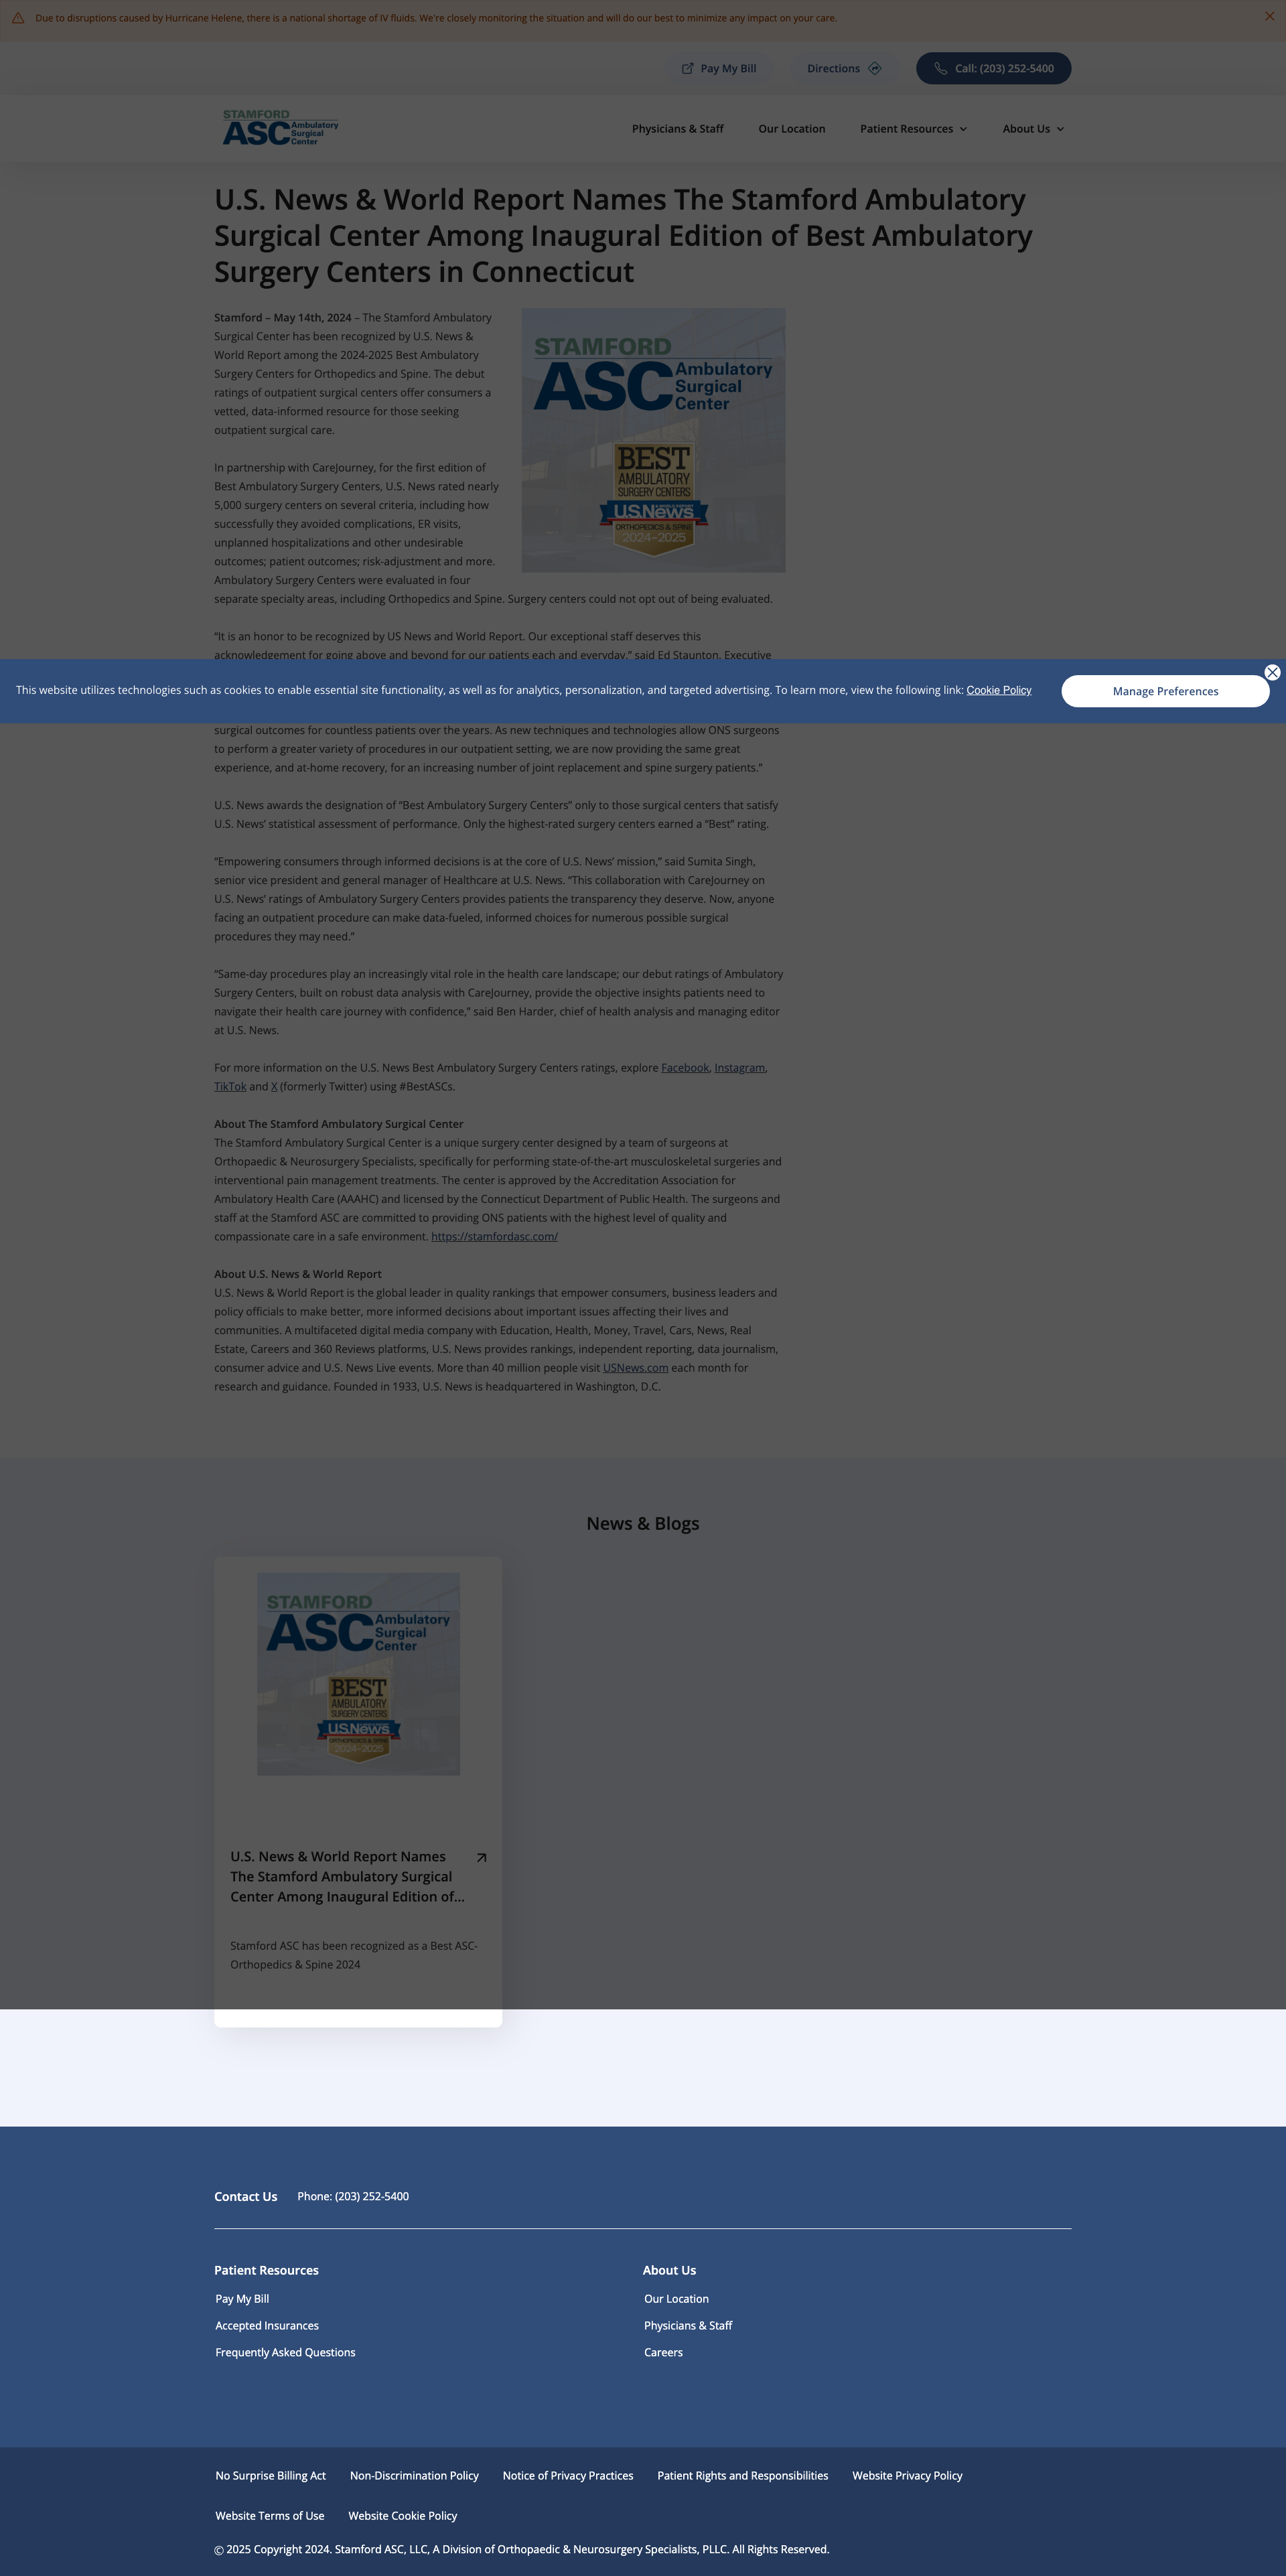 Due to disruptions caused by Hurricane Helene, there is a national shortage of IV fluids. We're closely monitoring the situation and will do our best to minimize any impact on your care.
Pay My Bill
Directions
Call: (203) 252-5400
STAMFORD
ASC Ambulatory
Surgical
Center
Physicians & Staff
Our Location
Patient Resources
About Us
U.S. News & World Report Names The Stamford Ambulatory
Surgical Center Among Inaugural Edition of Best Ambulatory
Surgery Centers in Connecticut
Stamford – May 14th, 2024 – The Stamford Ambulatory
Surgical Center has been recognized by U.S. News &
World Report among the 2024-2025 Best Ambulatory
Surgery Centers for Orthopedics and Spine. The debut
ratings of outpatient surgical centers offer consumers a
vetted, data-informed resource for those seeking
outpatient surgical care.
STAMFORD
ASC Ambulatory
Surgical
Center
BEST
AMBULATORY
SURGERY CENTERS
U.S.News
ORTHOPEDICS & SPINE
2024-2025
In partnership with CareJourney, for the first edition of
Best Ambulatory Surgery Centers, U.S. News rated nearly
5,000 surgery centers on several criteria, including how
successfully they avoided complications, ER visits,
unplanned hospitalizations and other undesirable
outcomes; patient outcomes; risk-adjustment and more.
Ambulatory Surgery Centers were evaluated in four
separate specialty areas, including Orthopedics and Spine. Surgery centers could not opt out of being evaluated.
“It is an honor to be recognized by US News and World Report. Our exceptional staff deserves this
acknowledgement for going above and beyond for our patients each and everyday,” said Ed Staunton, Executive
This website utilizes technologies such as cookies to enable essential site functionality, as well as for analytics, personalization, and targeted advertising. To learn more, view the following link: Cookie Policy
Manage Preferences
surgical outcomes for countless patients over the years. As new techniques and technologies allow ONS surgeons
to perform a greater variety of procedures in our outpatient setting, we are now providing the same great
experience, and at-home recovery, for an increasing number of joint replacement and spine surgery patients.”
U.S. News awards the designation of “Best Ambulatory Surgery Centers” only to those surgical centers that satisfy
U.S. News’ statistical assessment of performance. Only the highest-rated surgery centers earned a “Best” rating.
“Empowering consumers through informed decisions is at the core of U.S. News’ mission,” said Sumita Singh,
senior vice president and general manager of Healthcare at U.S. News. “This collaboration with CareJourney on
U.S. News’ ratings of Ambulatory Surgery Centers provides patients the transparency they deserve. Now, anyone
facing an outpatient procedure can make data-fueled, informed choices for numerous possible surgical
procedures they may need.”
“Same-day procedures play an increasingly vital role in the health care landscape; our debut ratings of Ambulatory
Surgery Centers, built on robust data analysis with CareJourney, provide the objective insights patients need to
navigate their health care journey with confidence,” said Ben Harder, chief of health analysis and managing editor
at U.S. News.
For more information on the U.S. News Best Ambulatory Surgery Centers ratings, explore Facebook, Instagram,
TikTok and X (formerly Twitter) using #BestASCs.
About The Stamford Ambulatory Surgical Center
The Stamford Ambulatory Surgical Center is a unique surgery center designed by a team of surgeons at
Orthopaedic & Neurosurgery Specialists, specifically for performing state-of-the-art musculoskeletal surgeries and
interventional pain management treatments. The center is approved by the Accreditation Association for
Ambulatory Health Care (AAAHC) and licensed by the Connecticut Department of Public Health. The surgeons and
staff at the Stamford ASC are committed to providing ONS patients with the highest level of quality and
compassionate care in a safe environment. https://stamfordasc.com/
About U.S. News & World Report
U.S. News & World Report is the global leader in quality rankings that empower consumers, business leaders and
policy officials to make better, more informed decisions about important issues affecting their lives and
communities. A multifaceted digital media company with Education, Health, Money, Travel, Cars, News, Real
Estate, Careers and 360 Reviews platforms, U.S. News provides rankings, independent reporting, data journalism,
consumer advice and U.S. News Live events. More than 40 million people visit USNews.com each month for
research and guidance. Founded in 1933, U.S. News is headquartered in Washington, D.C.
News & Blogs
STAMFORD
ASC Ambulatory
Surgical
Center
BEST
AMBULATORY
SURGERY CENTERS
U.S.News
ORTHOPEDICS & SPINE
2024-2025
U.S. News & World Report Names
The Stamford Ambulatory Surgical
Center Among Inaugural Edition of...
Stamford ASC has been recognized as a Best ASC-
Orthopedics & Spine 2024
Contact Us
Phone: (203) 252-5400
Patient Resources
Pay My Bill
Accepted Insurances
Frequently Asked Questions
About Us
Our Location
Physicians & Staff
Careers
No Surprise Billing Act
Non-Discrimination Policy
Notice of Privacy Practices
Patient Rights and Responsibilities
Website Privacy Policy
Website Terms of Use
Website Cookie Policy
© 2025 Copyright 2024. Stamford ASC, LLC, A Division of Orthopaedic & Neurosurgery Specialists, PLLC. All Rights Reserved.